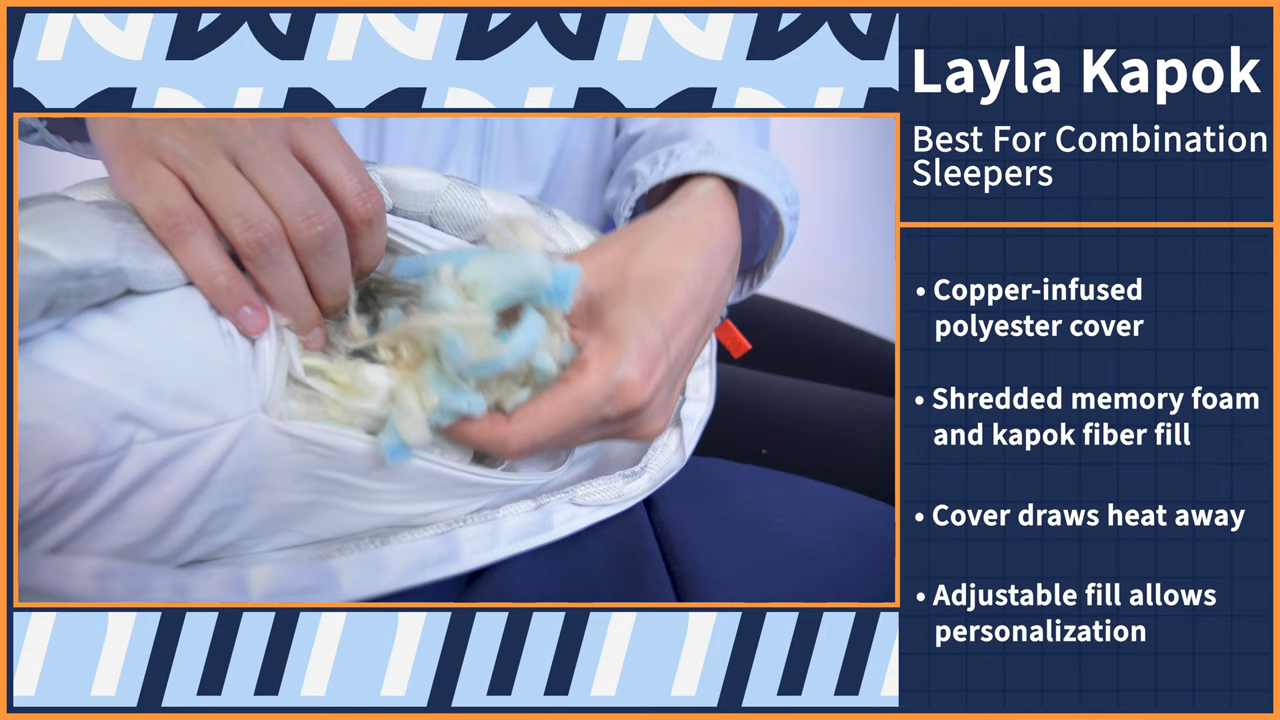 Layla Kapok
Best For Combination
Sleepers
• Copper-infused
polyester cover
• Shredded memory foam
and kapok fiber fill
• Cover draws heat away
• Adjustable fill allows
personalization